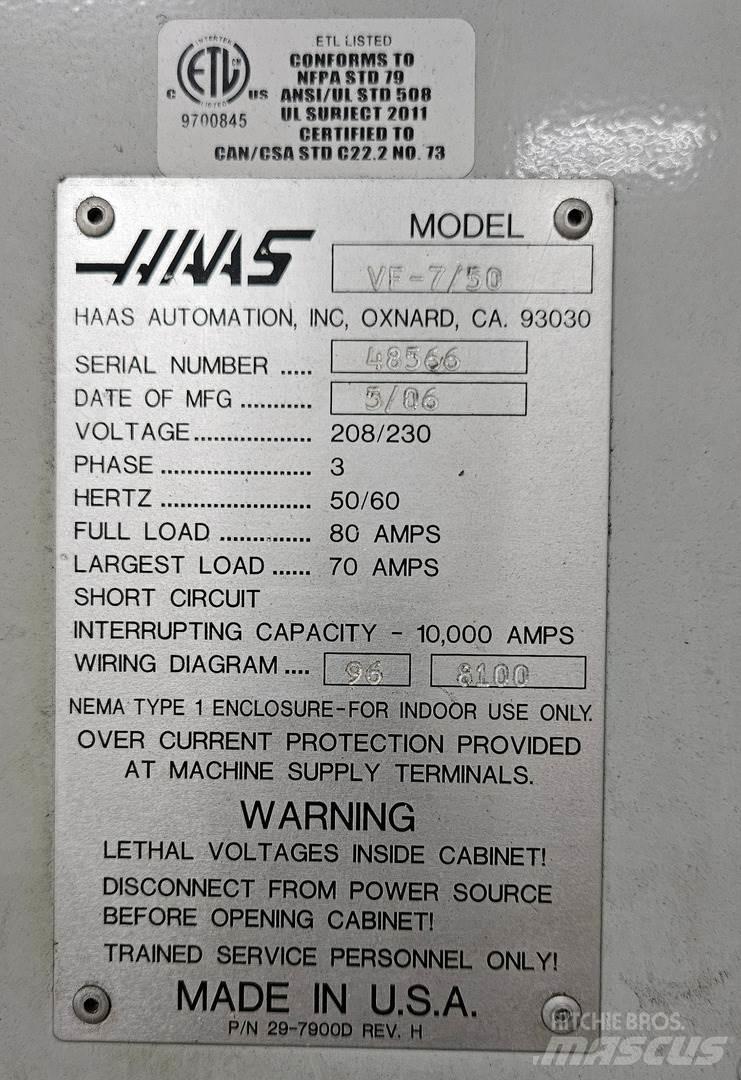 ETL LISTED
CONFORMS TO
NFPA STD 79
ANSI/UL STD 508
UL SUBJECT 2011
CERTIFIED TO
CAN/CSA STD C22.2 NO. 73
INTERTEK
ETL CM
LISTED
C US
9700845
HAAS
MODEL
VF-7/50
HAAS AUTOMATION, INC, OXNARD, CA. 93030
SERIAL NUMBER ..... 48566
DATE OF MFG ........... 5/06
VOLTAGE.................. 208/230
PHASE ....................... 3
HERTZ ....................... 50/60
FULL LOAD .............. 80 AMPS
LARGEST LOAD ...... 70 AMPS
SHORT CIRCUIT
INTERRUPTING CAPACITY - 10,000 AMPS
WIRING DIAGRAM .... 96 8100
NEMA TYPE 1 ENCLOSURE-FOR INDOOR USE ONLY.
OVER CURRENT PROTECTION PROVIDED
AT MACHINE SUPPLY TERMINALS.
WARNING
LETHAL VOLTAGES INSIDE CABINET!
DISCONNECT FROM POWER SOURCE
BEFORE OPENING CABINET!
TRAINED SERVICE PERSONNEL ONLY!
MADE IN U.S.A.
P/N 29-7900D REV. H
RITCHIE BROS.
MASCUS